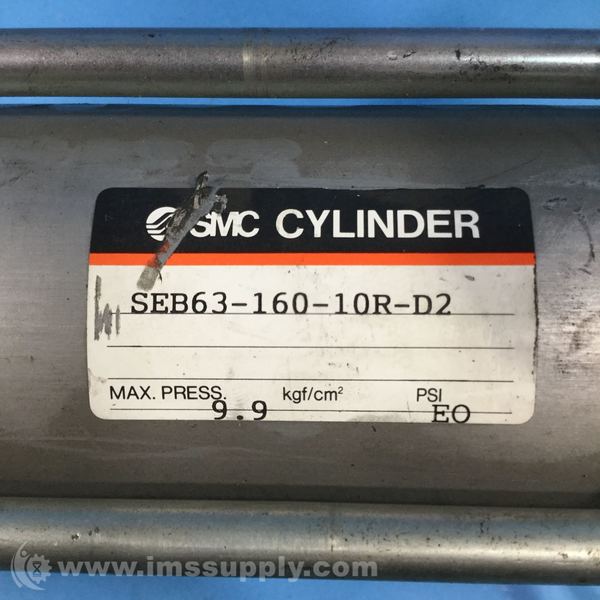 SMC CYLINDER
SEB63-160-10R-D2
MAX. PRESS. kgf/cm² PSI
9.9 EO
www.imssupply.com